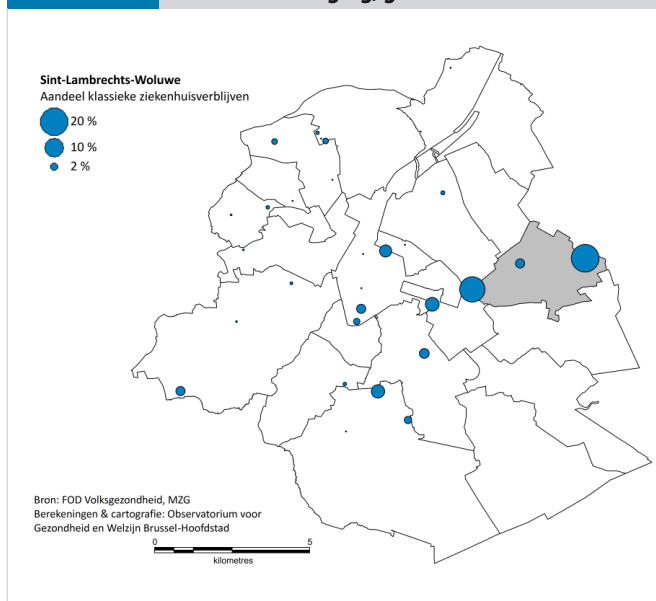 Sint-Lambrechts-Woluwe
Aandeel klassieke ziekenhuisverblijven
20 %
10 %
2 %
Bron: FOD Volksgezondheid, MZG
Berekeningen & cartografie: Observatorium voor
Gezondheid en Welzijn Brussel-Hoofdstad
0 5
kilometres